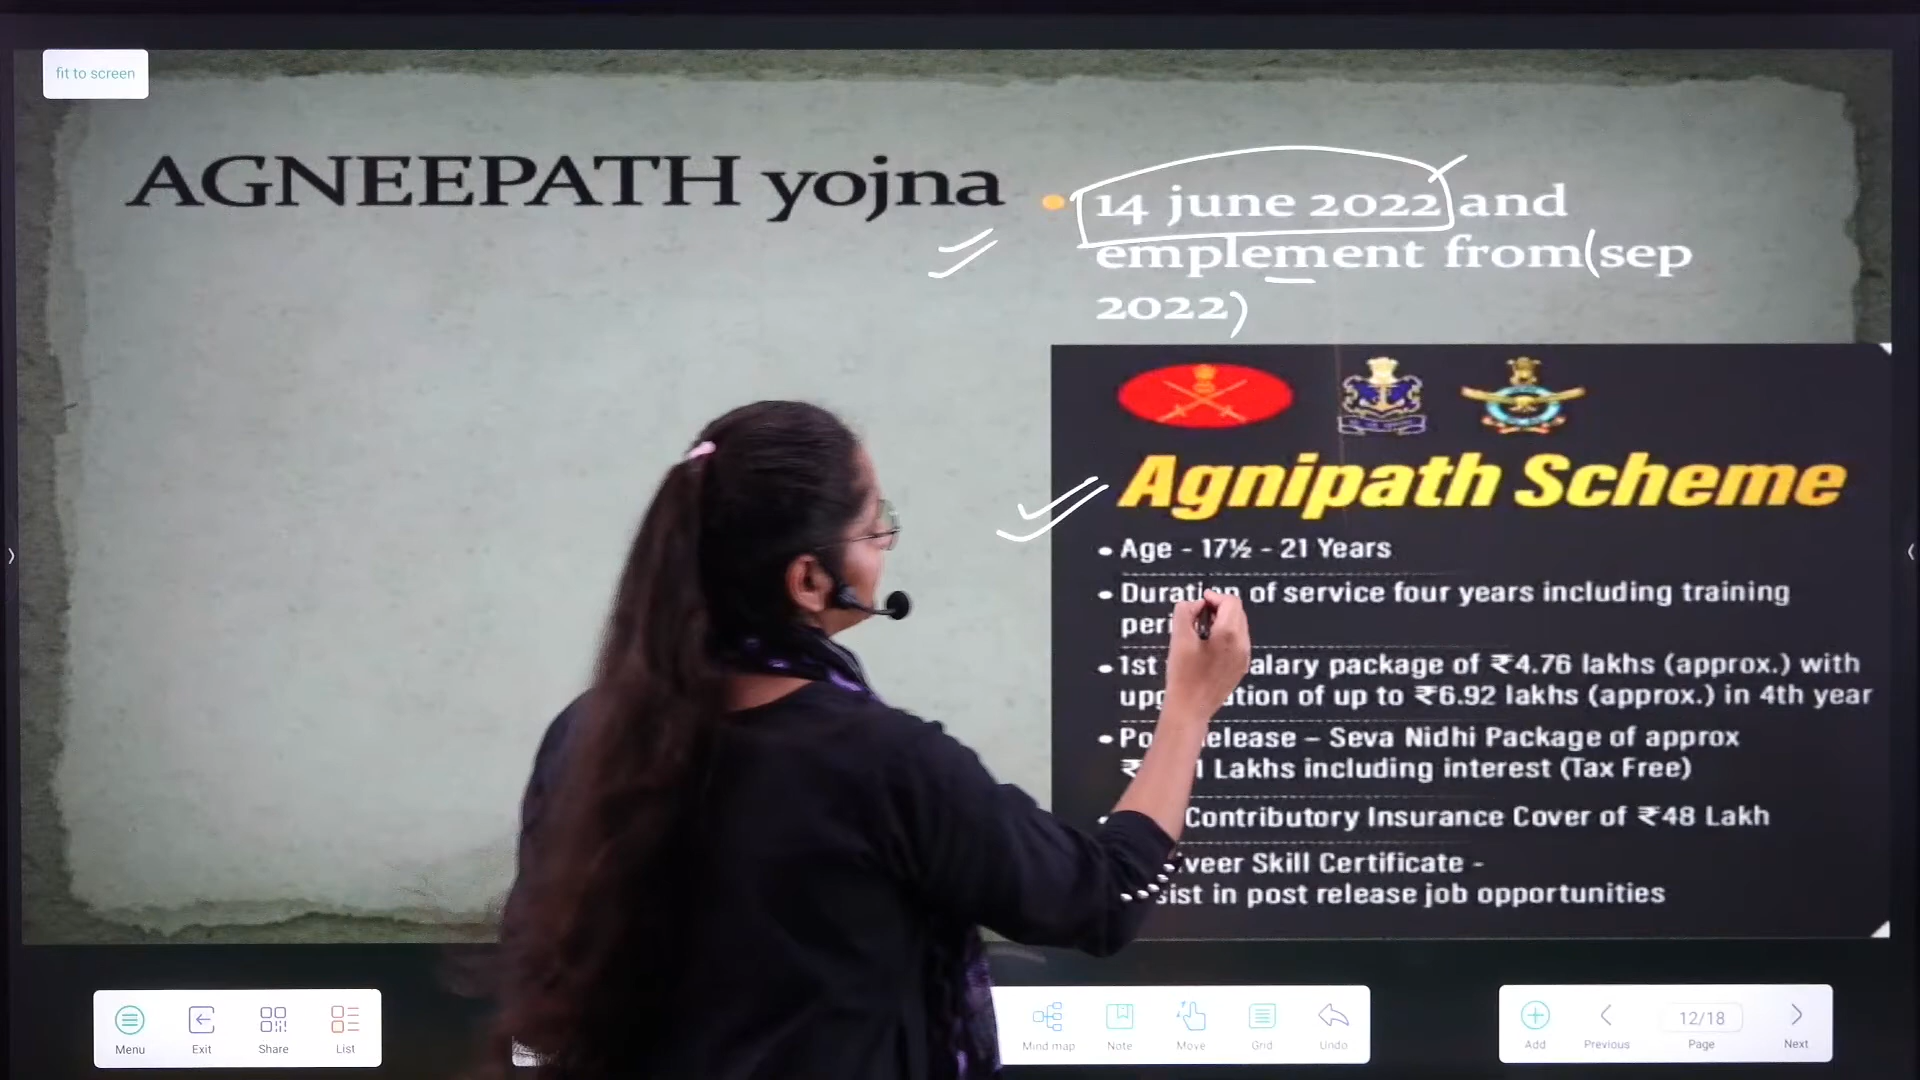 fit to screen
AGNEEPATH yojna
14 june 2022 and
emplement from(sep
2022)
Agnipath Scheme
• Age - 17½ - 21 Years
• Duration of service four years including training
• 1st package of ₹4.76 lakhs (approx.) with
of up to ₹6.92 lakhs (approx.) in 4th year
• – Seva Nidhi Package of approx
Lakhs including interest (Tax Free)
Contributory Insurance Cover of ₹48 Lakh
Skill Certificate -
in post release job opportunities
Menu Exit Share List Mind map Note Move Grid Undo Add Previous 12/18 Page Next